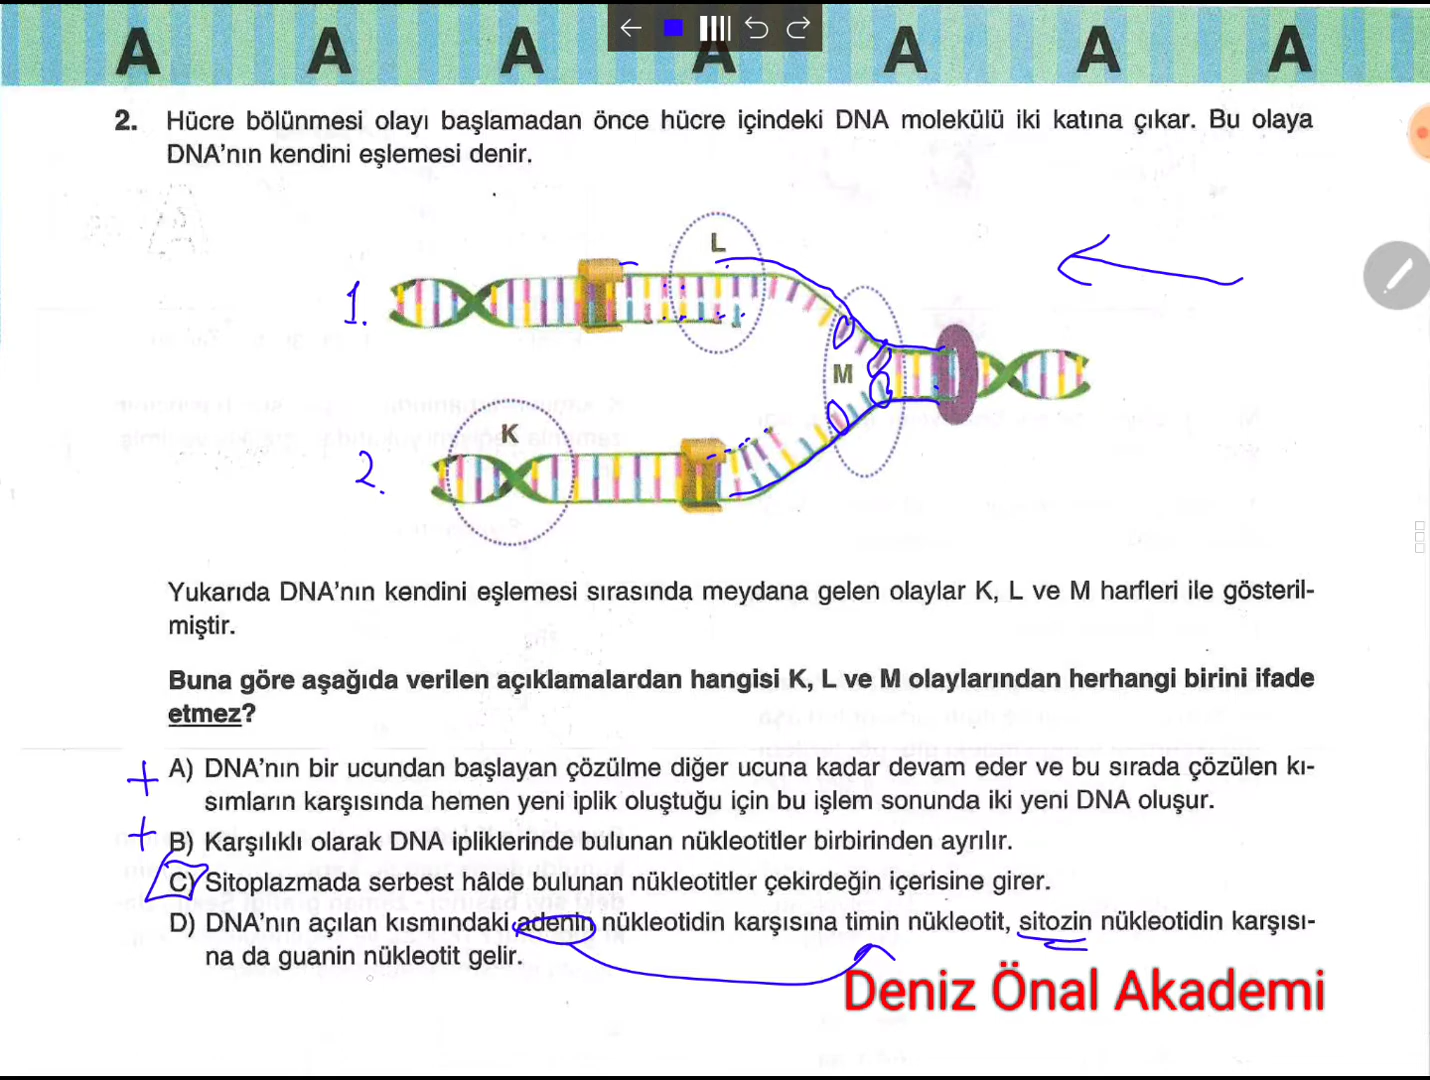 A A A A A A A
2. Hücre bölünmesi olayı başlamadan önce hücre içindeki DNA molekülü iki katına çıkar. Bu olaya
DNA'nın kendini eşlemesi denir.
L
1.
M
K
2.
Yukarıda DNA'nın kendini eşlemesi sırasında meydana gelen olaylar K, L ve M harfleri ile gösteril-
miştir.
Buna göre aşağıda verilen açıklamalardan hangisi K, L ve M olaylarından herhangi birini ifade
etmez?
+ A) DNA'nın bir ucundan başlayan çözülme diğer ucuna kadar devam eder ve bu sırada çözülen kı-
sımların karşısında hemen yeni iplik oluştuğu için bu işlem sonunda iki yeni DNA oluşur.
+ B) Karşılıklı olarak DNA ipliklerinde bulunan nükleotitler birbirinden ayrılır.
C) Sitoplazmada serbest hâlde bulunan nükleotitler çekirdeğin içerisine girer.
D) DNA'nın açılan kısmındaki adenin nükleotidin karşısına timin nükleotit, sitozin nükleotidin karşısı-
na da guanin nükleotit gelir.
Deniz Önal Akademi